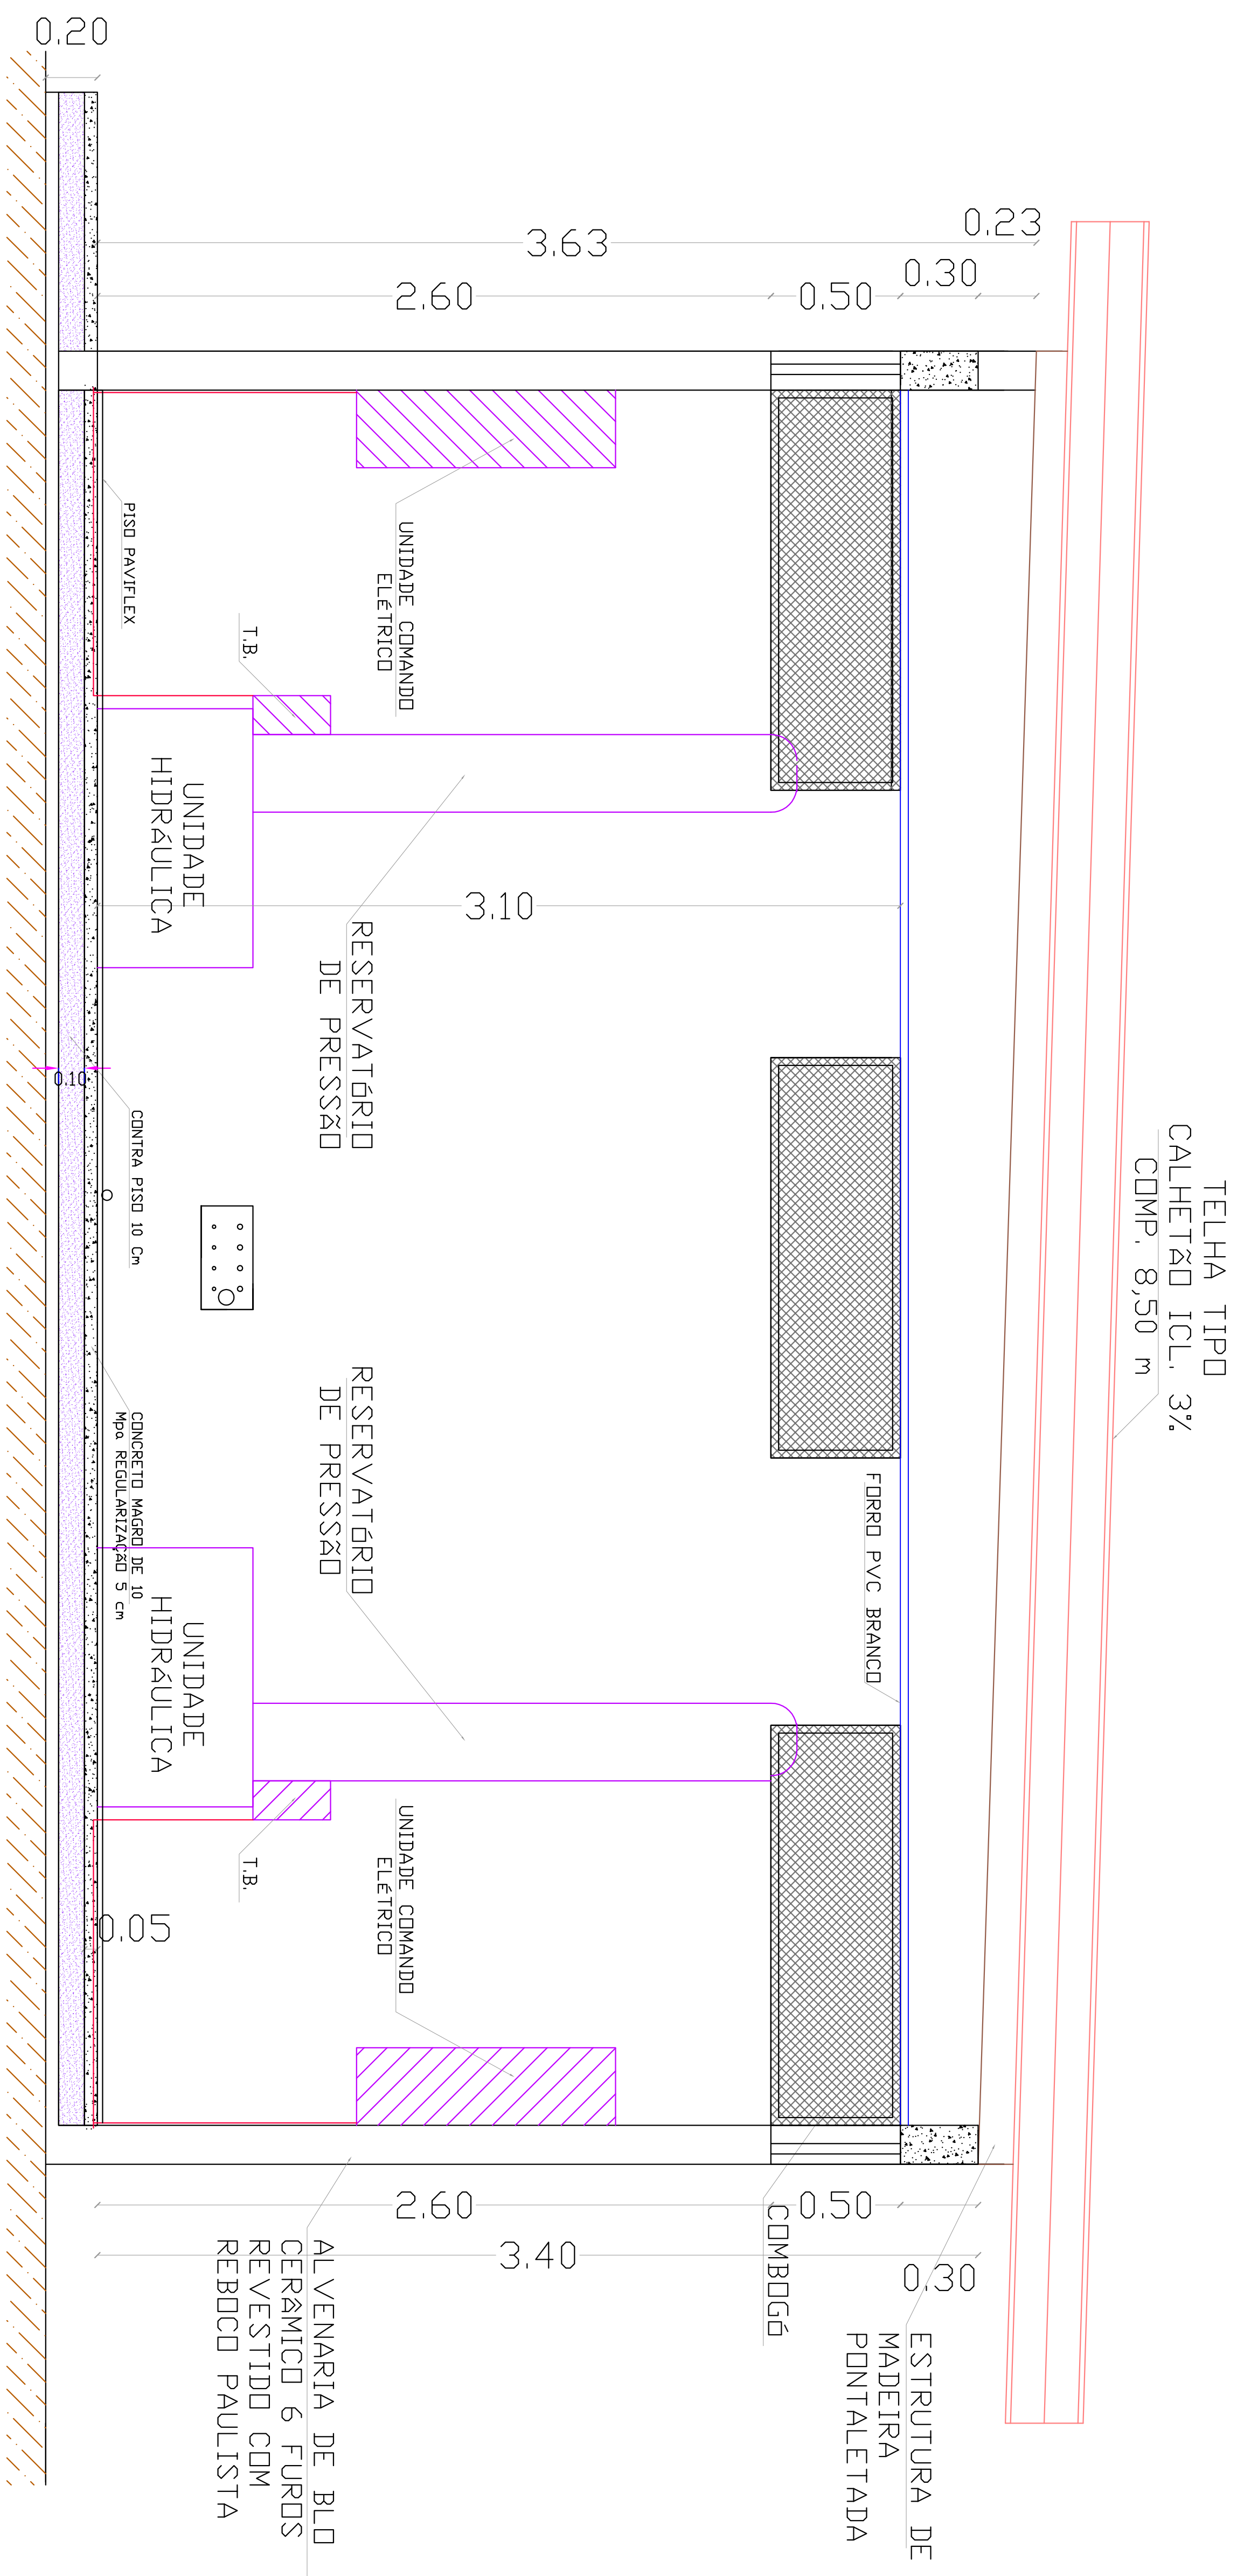 TELHA TIPO
CALHETÃO ICL. 3%
COMP. 8,50 m
0.23
0.30
0.50
2.60
3.63
0.20
3.10
FORRO PVC BRANCO
UNIDADE COMANDO
ELÉTRICO
T.B.
PISO PAVIFLEX
UNIDADE
HIDRÁULICA
RESERVATÓRIO
DE PRESSÃO
0.10
CONTRA PISO 10 Cm
CONCRETO MAGRO DE 10
Mpa REGULARIZAÇÃO 5 cm
RESERVATÓRIO
DE PRESSÃO
UNIDADE
HIDRÁULICA
T.B.
UNIDADE COMANDO
ELÉTRICO
0.05
2.60
0.50
0.30
3.40
COMBOGÓ
ESTRUTURA DE
MADEIRA
PONTALETADA
ALVENARIA DE BLO
CERAMICO 6 FUROS
REVESTIDO COM
REBOCO PAULISTA